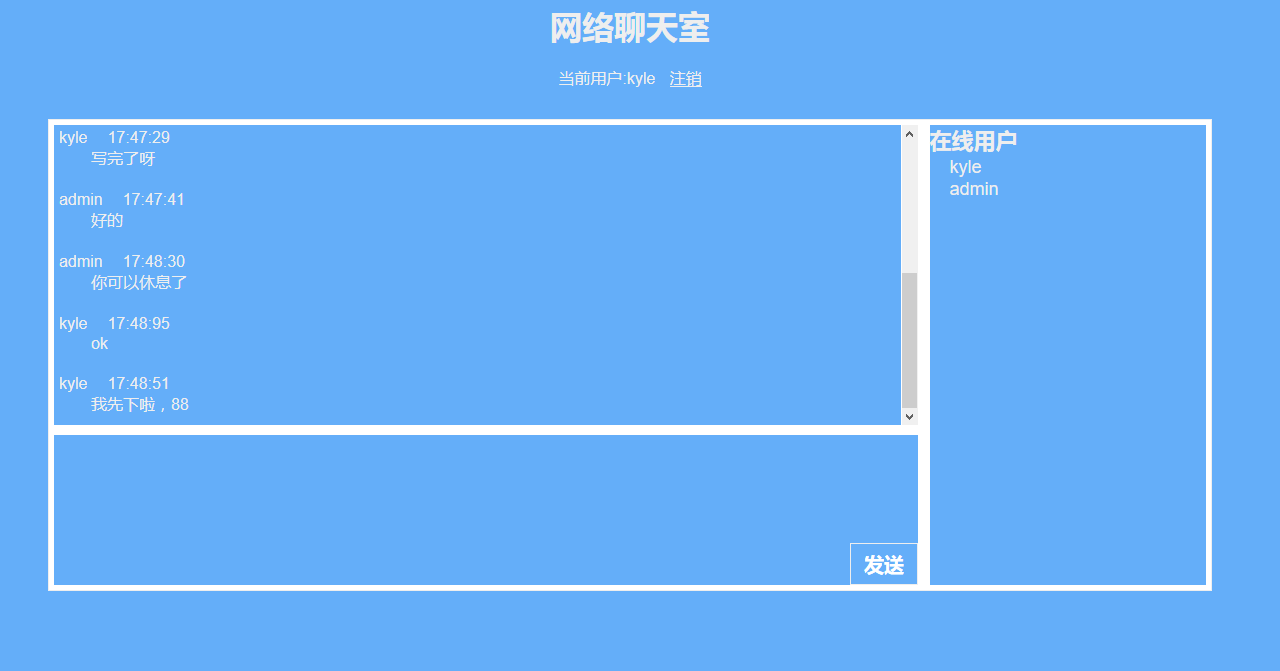 网络聊天室
当前用户:kyle 注销
kyle 17:47:29
写完了呀
admin 17:47:41
好的
admin 17:48:30
你可以休息了
kyle 17:48:95
ok
kyle 17:48:51
我先下啦，88
发送
在线用户
kyle
admin